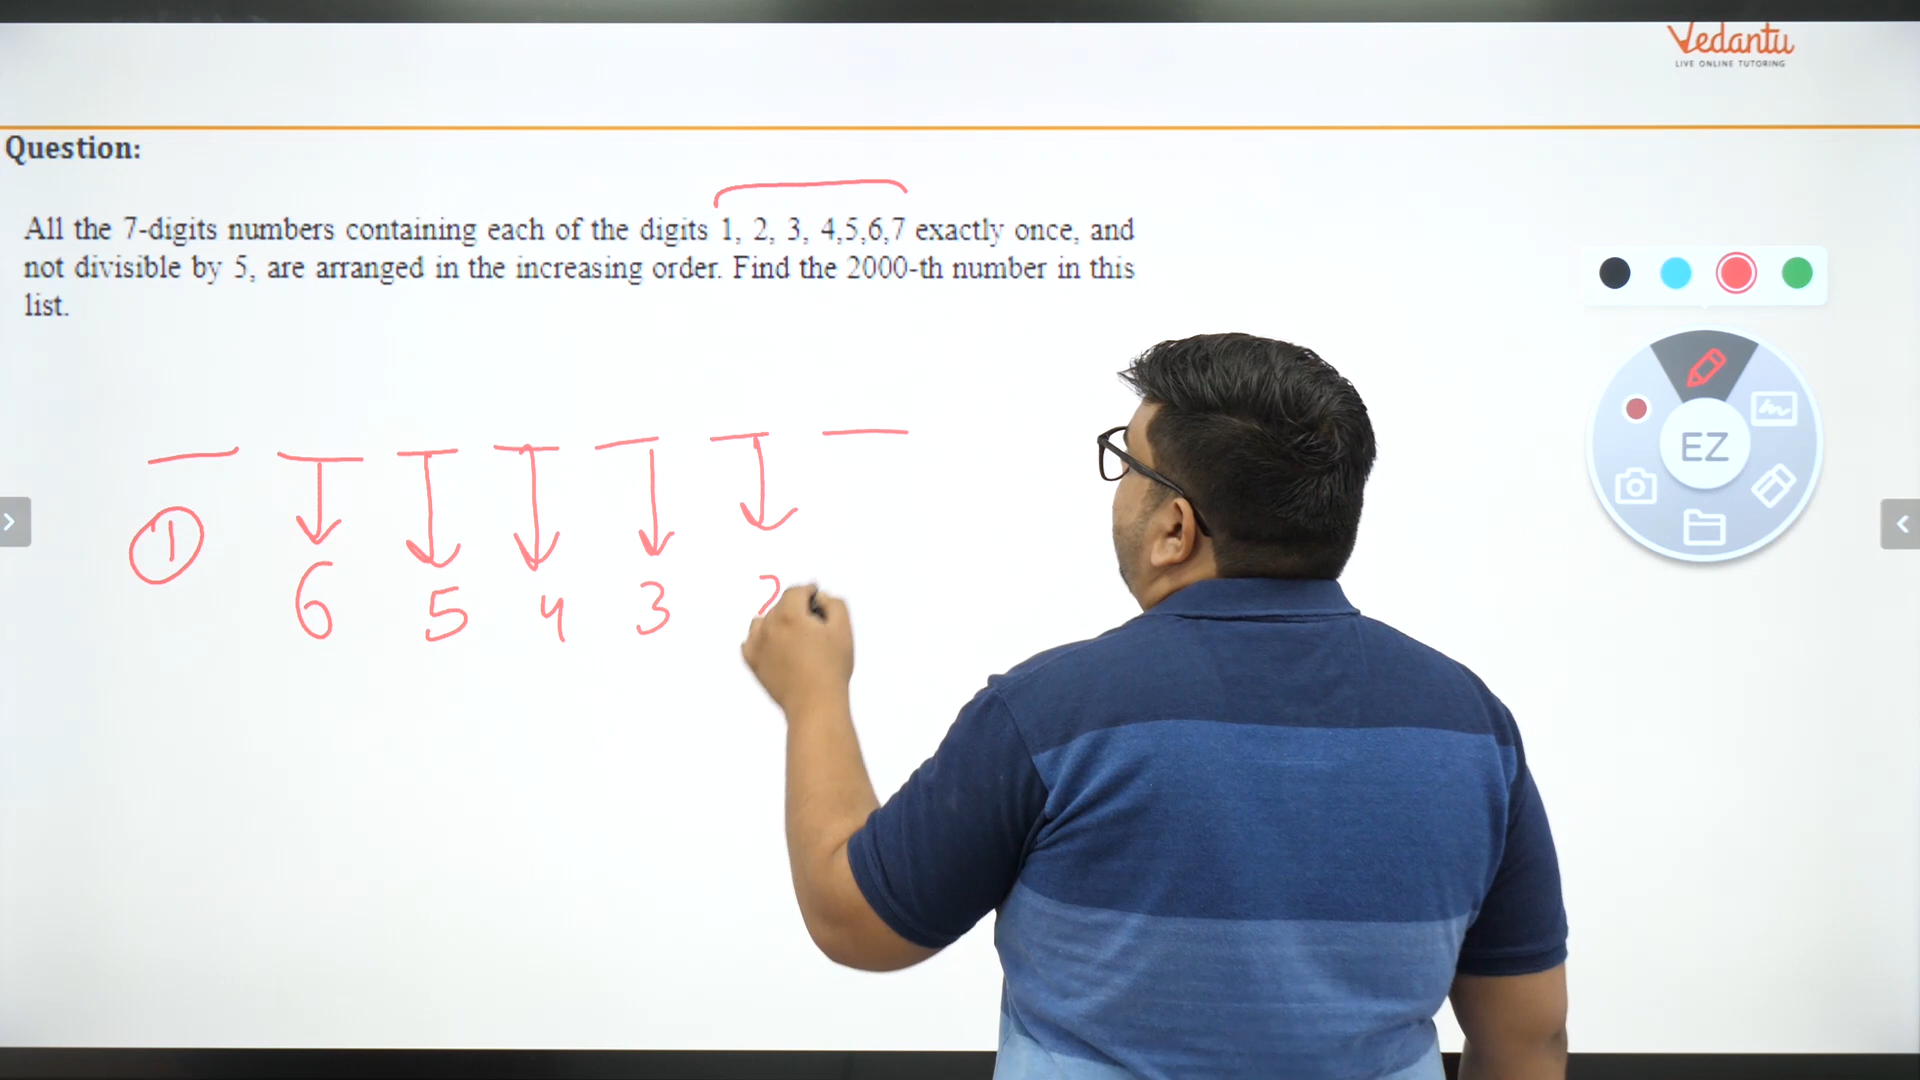 Vedantu
LIVE ONLINE TUTORING
Question:
All the 7-digits numbers containing each of the digits 1, 2, 3, 4,5,6,7 exactly once, and
not divisible by 5, are arranged in the increasing order. Find the 2000-th number in this
list.
EZ
1 6 5 4 3 2